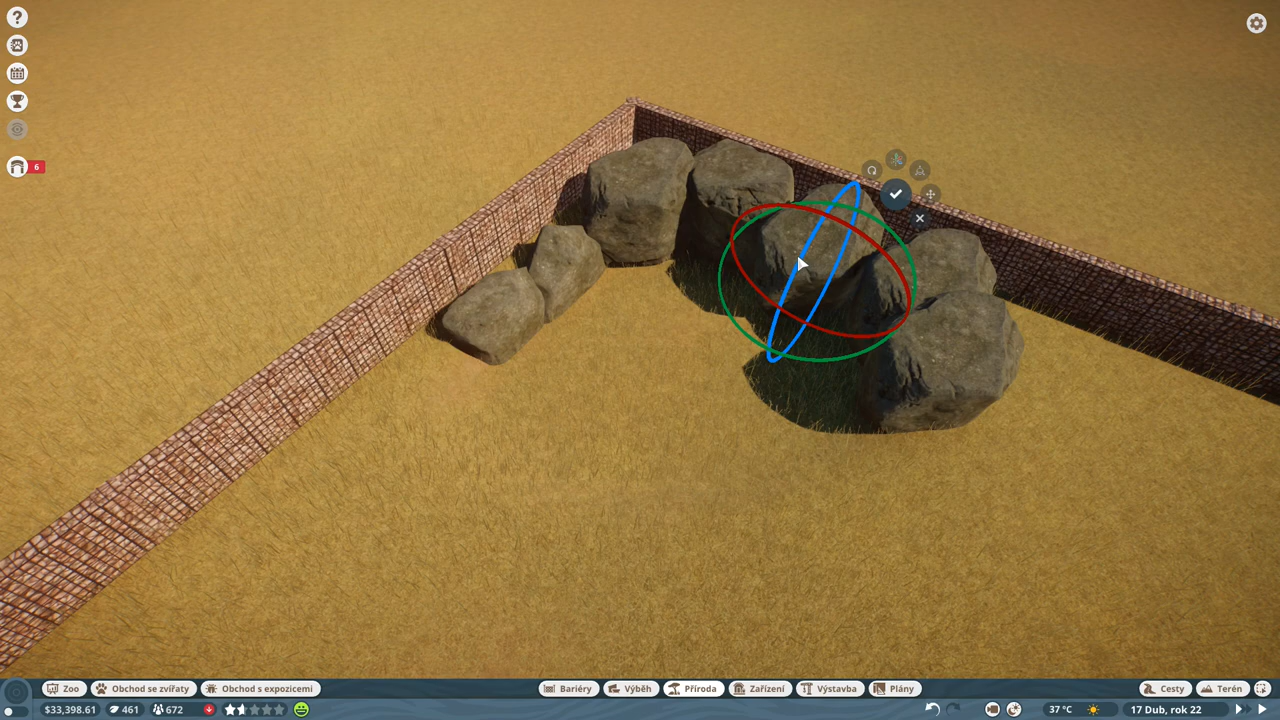 ?
6
Zoo
Obchod se zvířaty
Obchod s expozicemi
Bariéry
Výběh
Příroda
Zařízení
Výstavba
Plány
Cesty
Terén
$33,398.61
461
672
37 °C
17 Dub, rok 22